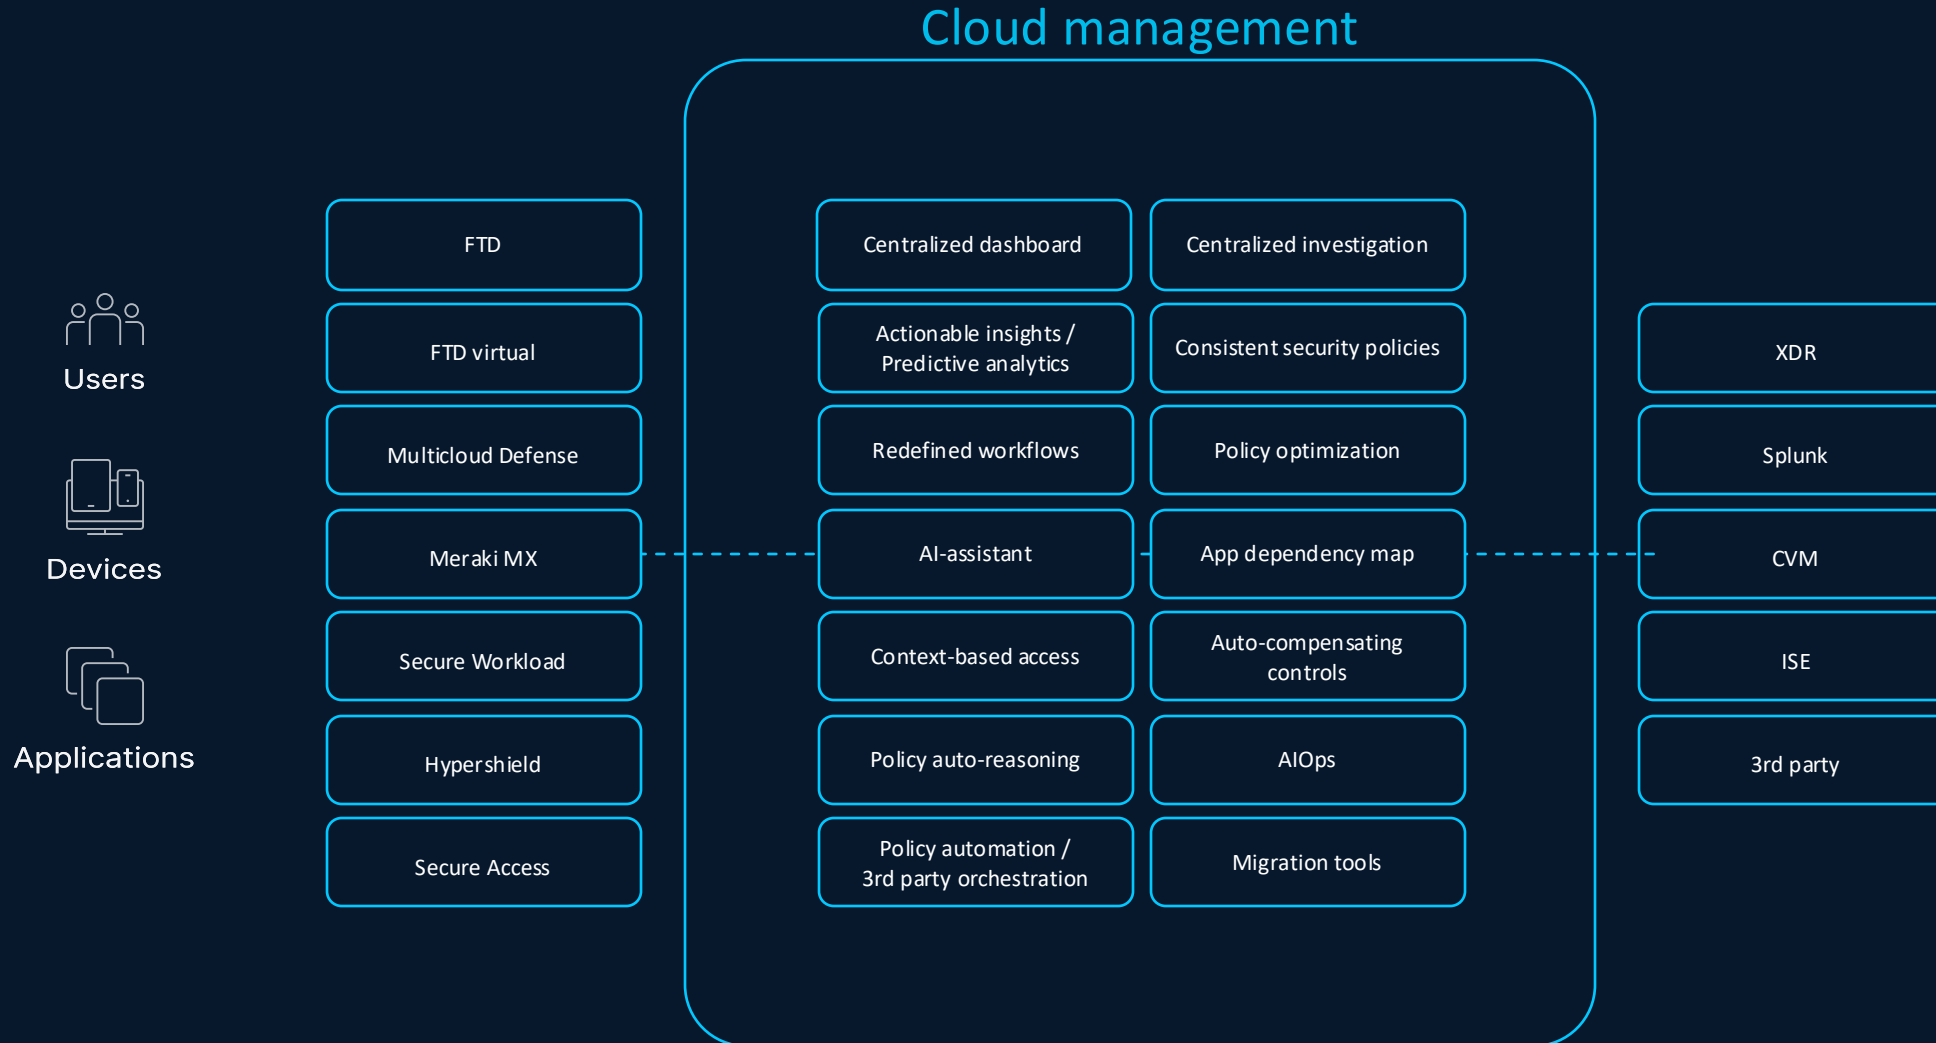 Cloud management
Users
Devices
Applications
FTD
FTD virtual
Multicloud Defense
Meraki MX
Secure Workload
Hypershield
Secure Access
Centralized dashboard
Actionable insights /
Predictive analytics
Redefined workflows
AI-assistant
Context-based access
Policy auto-reasoning
Policy automation /
3rd party orchestration
Centralized investigation
Consistent security policies
Policy optimization
App dependency map
Auto-compensating
controls
AIOps
Migration tools
XDR
Splunk
CVM
ISE
3rd party